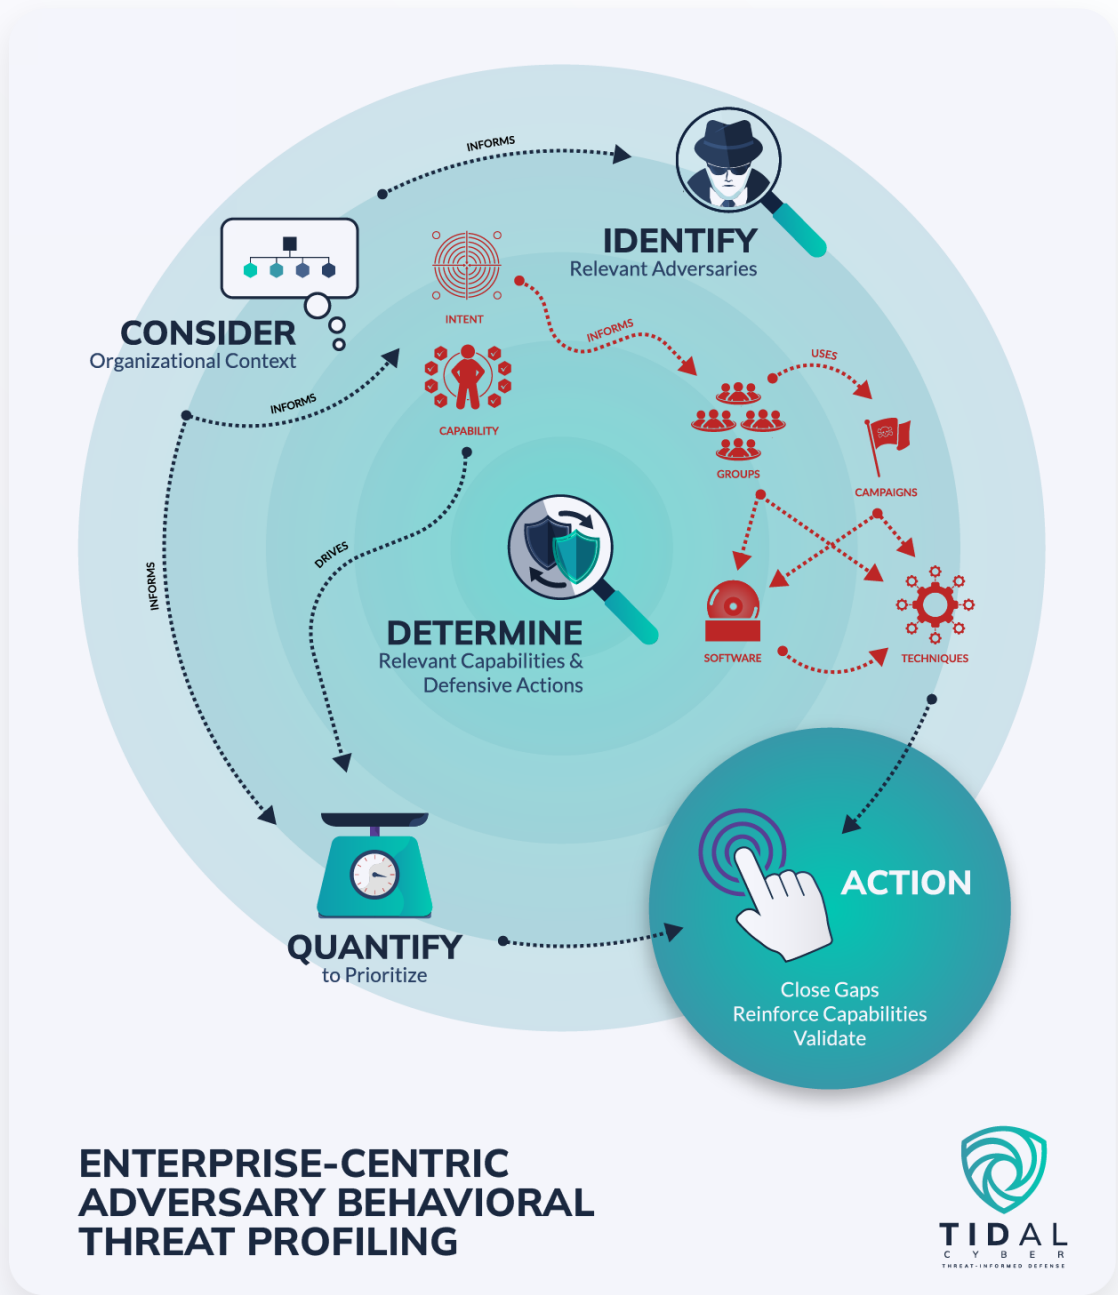 INFORMS
IDENTIFY
Relevant Adversaries
CONSIDER
Organizational Context
INTENT
INFORMS
CAPABILITY
INFORMS
USES
GROUPS
CAMPAIGNS
DRIVES
INFORMS
DETERMINE
Relevant Capabilities &
Defensive Actions
SOFTWARE
TECHNIQUES
QUANTIFY
to Prioritize
ACTION
Close Gaps
Reinforce Capabilities
Validate
ENTERPRISE-CENTRIC
ADVERSARY BEHAVIORAL
THREAT PROFILING
TIDAL
CYBER
THREAT-INFORMED DEFENSE